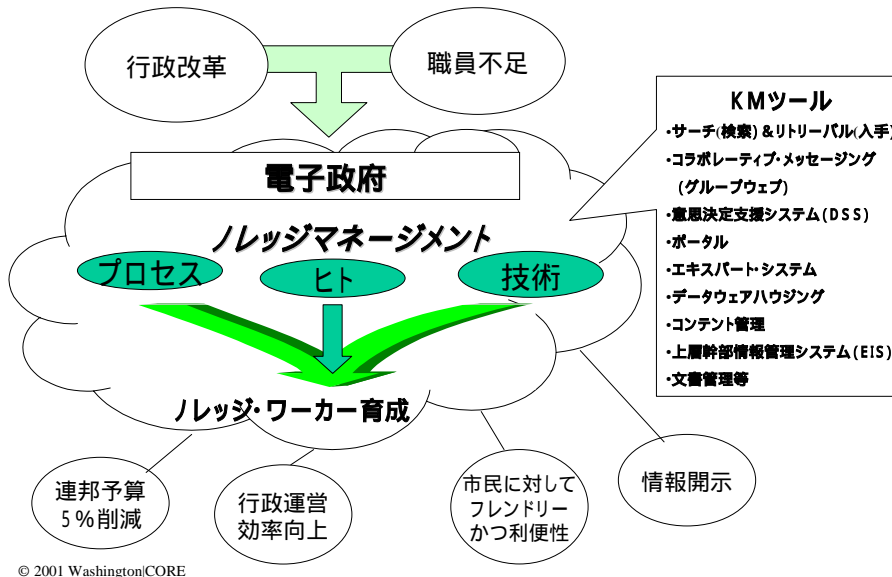 行政改革
職員不足
KMツール
・サーチ(検索)&リトリーバル(入手)
・コラボレーティブ・メッセージング
(グループウェブ)
・意思決定支援システム(DSS)
・ポータル
・エキスパート・システム
・データウェアハウジング
・コンテント管理
・上層幹部情報管理システム(EIS)
・文書管理等
電子政府
ノレッジマネージメント
プロセス
ヒト
技術
ノレッジ・ワーカー育成
連邦予算
5%削減
行政運営
効率向上
市民に対して
フレンドリー
かつ利便性
情報開示
© 2001 Washington|CORE